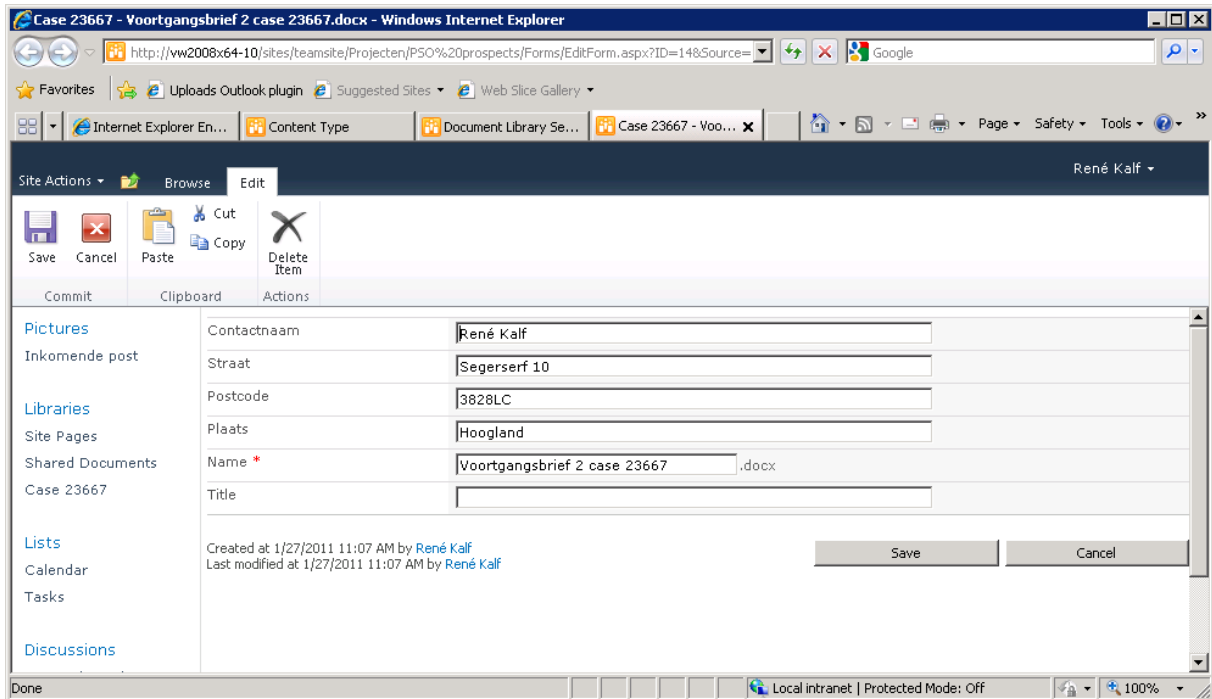 Case 23667 - Voortgangsbrief 2 case 23667.docx - Windows Internet Explorer
http://vw2008x64-10/sites/teamsite/Projecten/PSO%20prospects/Forms/EditForm.aspx?ID=14&Source= Google
Favorites Uploads Outlook plugin Suggested Sites Web Slice Gallery
Internet Explorer En... Content Type Document Library Se... Case 23667 - Voo... X Page Safety Tools »
Site Actions Browse Edit René Kalf
Save Cancel Paste Cut Copy Delete Item
Commit Clipboard Actions
Pictures
Inkomende post
Libraries
Site Pages
Shared Documents
Case 23667
Lists
Calendar
Tasks
Discussions
Contactnaam René Kalf
Straat Segerserf 10
Postcode 3828LC
Plaats Hoogland
Name * Voortgangsbrief 2 case 23667 .docx
Title
Created at 1/27/2011 11:07 AM by René Kalf
Last modified at 1/27/2011 11:07 AM by René Kalf
Save Cancel
Done Local intranet | Protected Mode: Off 100%